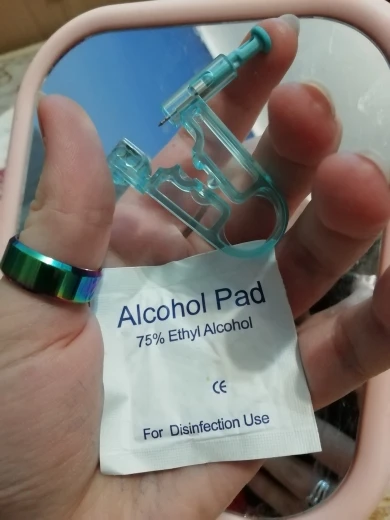 Alcohol Pad
75% Ethyl Alcohol
CE
For Disinfection Use